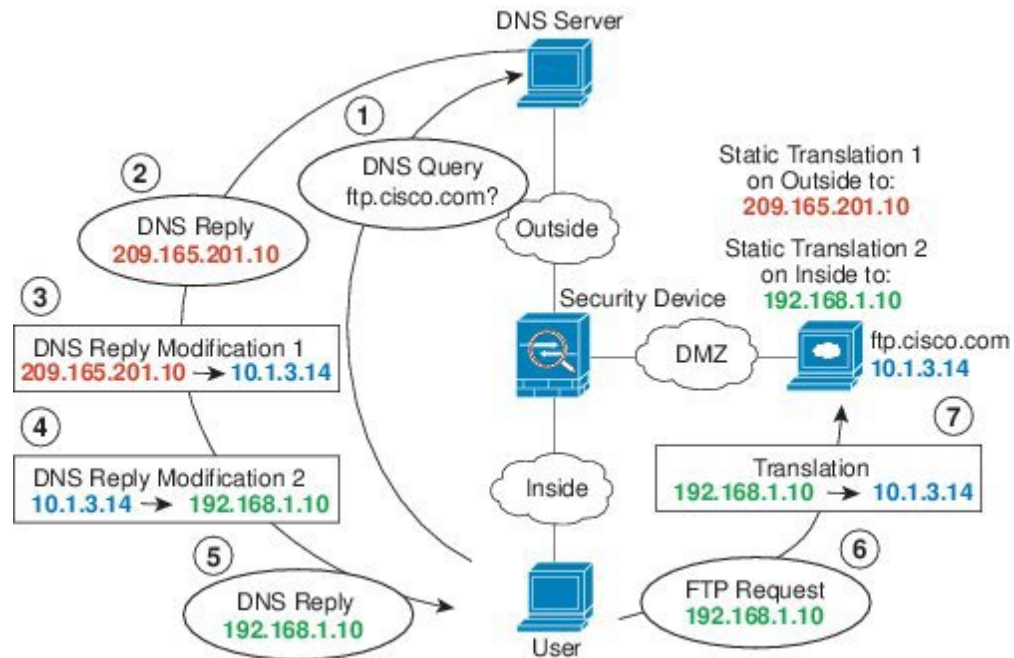 DNS Server
1
DNS Query
ftp.cisco.com?
2
DNS Reply
209.165.201.10
Outside
Static Translation 1
on Outside to:
209.165.201.10
Static Translation 2
on Inside to:
192.168.1.10
3
DNS Reply Modification 1
209.165.201.10 → 10.1.3.14
Security Device
DMZ
ftp.cisco.com
10.1.3.14
4
DNS Reply Modification 2
10.1.3.14 → 192.168.1.10
Inside
7
Translation
192.168.1.10 → 10.1.3.14
5
DNS Reply
192.168.1.10
User
6
FTP Request
192.168.1.10